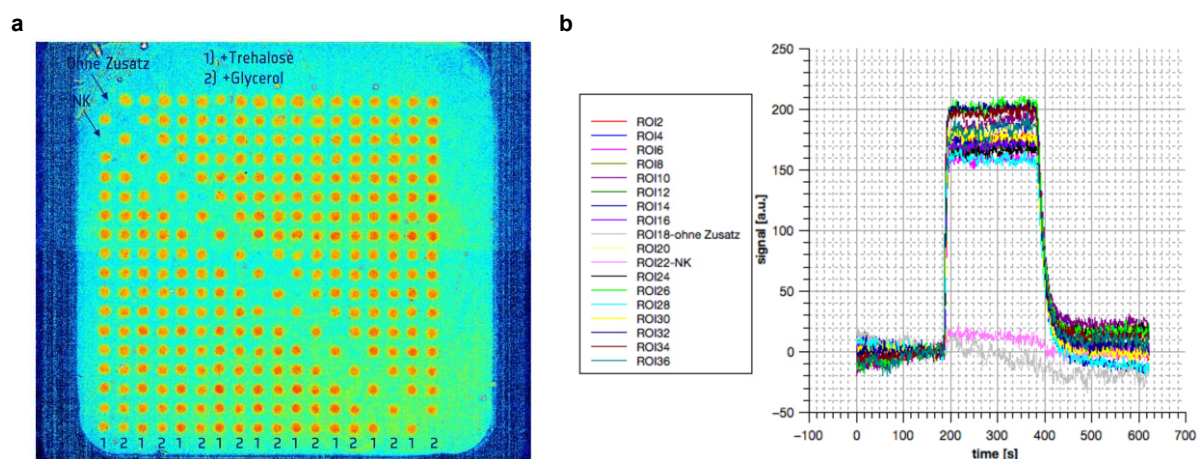 a
Ohne Zusatz
1) +Trehalose
2) +Glycerol
NK
1 2 1 2 1 2 1 2 1 2 1 2 1 2 1 2 1 2
b
ROI2
ROI4
ROI6
ROI8
ROI10
ROI12
ROI14
ROI16
ROI18-ohne Zusatz
ROI20
ROI22-NK
ROI24
ROI26
ROI28
ROI30
ROI32
ROI34
ROI36
signal [a.u.]
250
200
150
100
50
0
−50
−100 0 100 200 300 400 500 600 700
time [s]